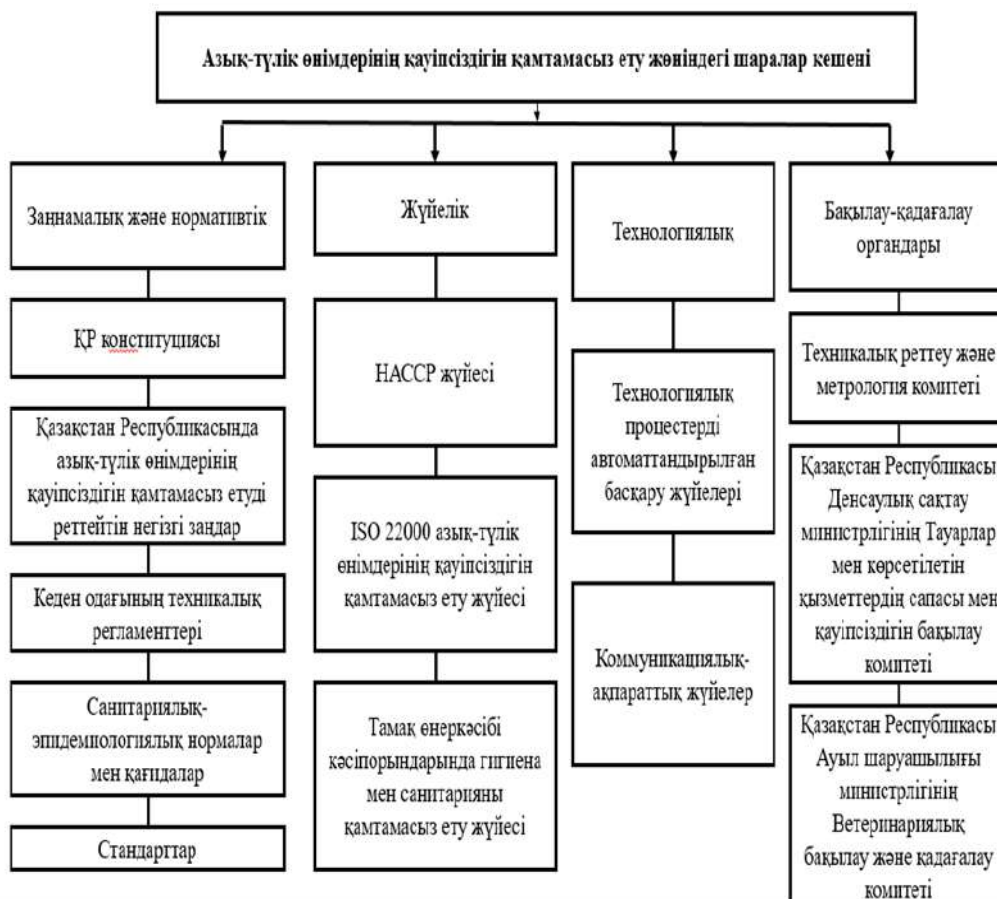 Азық-түлік өнімдерінің қауіпсіздігін қамтамасыз ету жөніндегі шаралар кешені
Заңнамалық және нормативтік
ҚР конституциясы
Қазақстан Республикасында
азық-түлік өнімдерінің
қауіпсіздігін қамтамасыз етуді
реттейтін негізгі заңдар
Кеден одағының техникалық
регламенттері
Санитариялық-
эпидемиологиялық нормалар
мен қағидалар
Стандарттар
Жүйелік
НАССР жүйесі
ISO 22000 азық-түлік
өнімдерінің қауіпсіздігін
қамтамасыз ету жүйесі
Тамақ өнеркәсібі
кәсіпорындарында гигиена
мен санитарияны
қамтамасыз ету жүйесі
Технологиялық
Технологиялық
процестерді
автоматтандырылған
басқару жүйелері
Коммуникациялық-
ақпараттық жүйелер
Бақылау-қадағалау
органдары
Техникалық реттеу және
метрология комитеті
Қазақстан Республикасы
Денсаулық сақтау
министрлігінің Тауарлар
мен көрсетілетін
қызметтердің сапасы мен
қауіпсіздігін бақылау
комитеті
Қазақстан Республикасы
Ауыл шаруашылығы
министрлігінің
Ветеринариялық
бақылау және қадағалау
комитеті